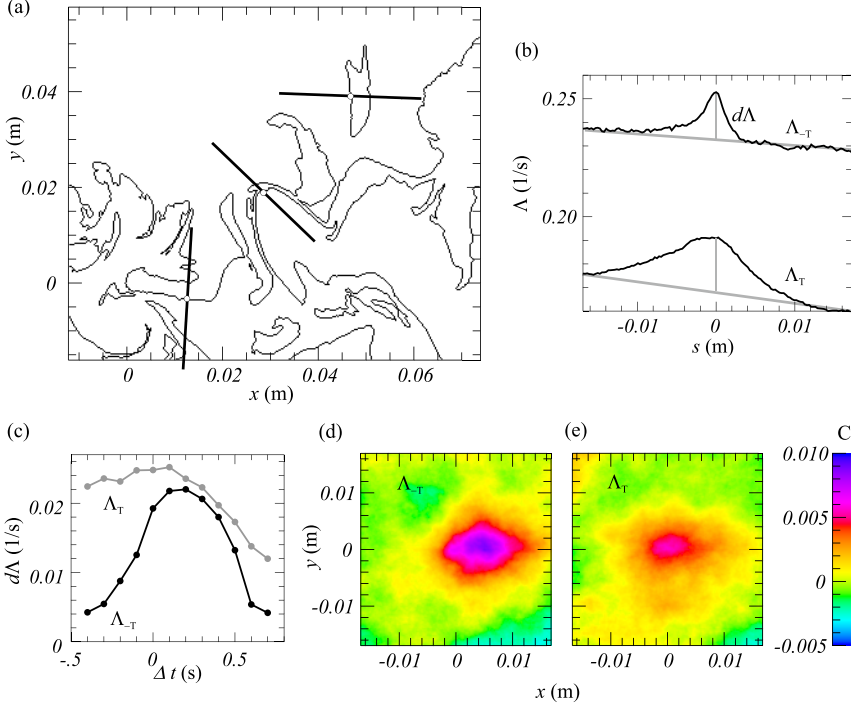 (a)
y (m)
0.04
0.02
0
0 0.02 0.04 0.06
x (m)
(b)
Λ (1/s)
0.25
0.20
dΛ
Λ-T
ΛT
-0.01 0 0.01
s (m)
(c)
dΛ (1/s)
0.02
0.01
0
ΛT
Λ-T
-.5 0 0.5
Δ t (s)
(d)
y (m)
0.01
0
-0.01
Λ-T
-0.01 0 0.01
(e)
ΛT
-0.01 0 0.01
x (m)
C
0.010
0.005
0
-0.005